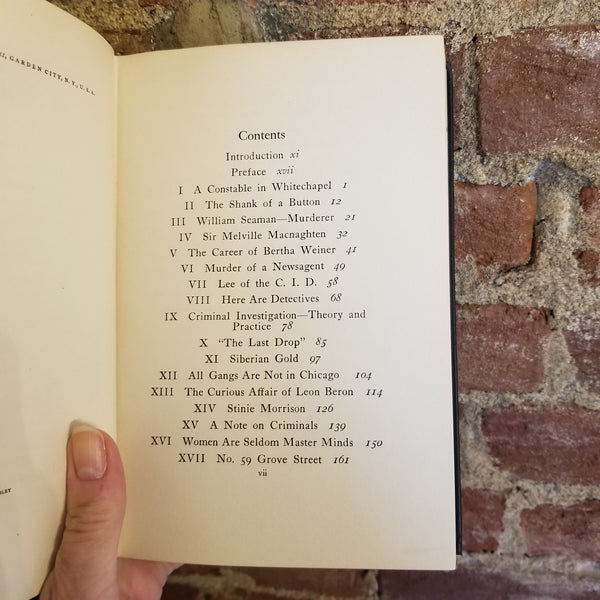 , GARDEN CITY, N.Y., U.S.A.
Contents
Introduction xi
Preface xvii
I A Constable in Whitechapel 1
II The Shank of a Button 12
III William Seaman—Murderer 21
IV Sir Melville Macnaghten 32
V The Career of Bertha Weiner 41
VI Murder of a Newsagent 49
VII Lee of the C. I. D. 58
VIII Here Are Detectives 68
IX Criminal Investigation—Theory and
Practice 78
X "The Last Drop" 85
XI Siberian Gold 97
XII All Gangs Are Not in Chicago 104
XIII The Curious Affair of Leon Beron 114
XIV Stinie Morrison 126
XV A Note on Criminals 139
XVI Women Are Seldom Master Minds 150
XVII No. 59 Grove Street 161
vii